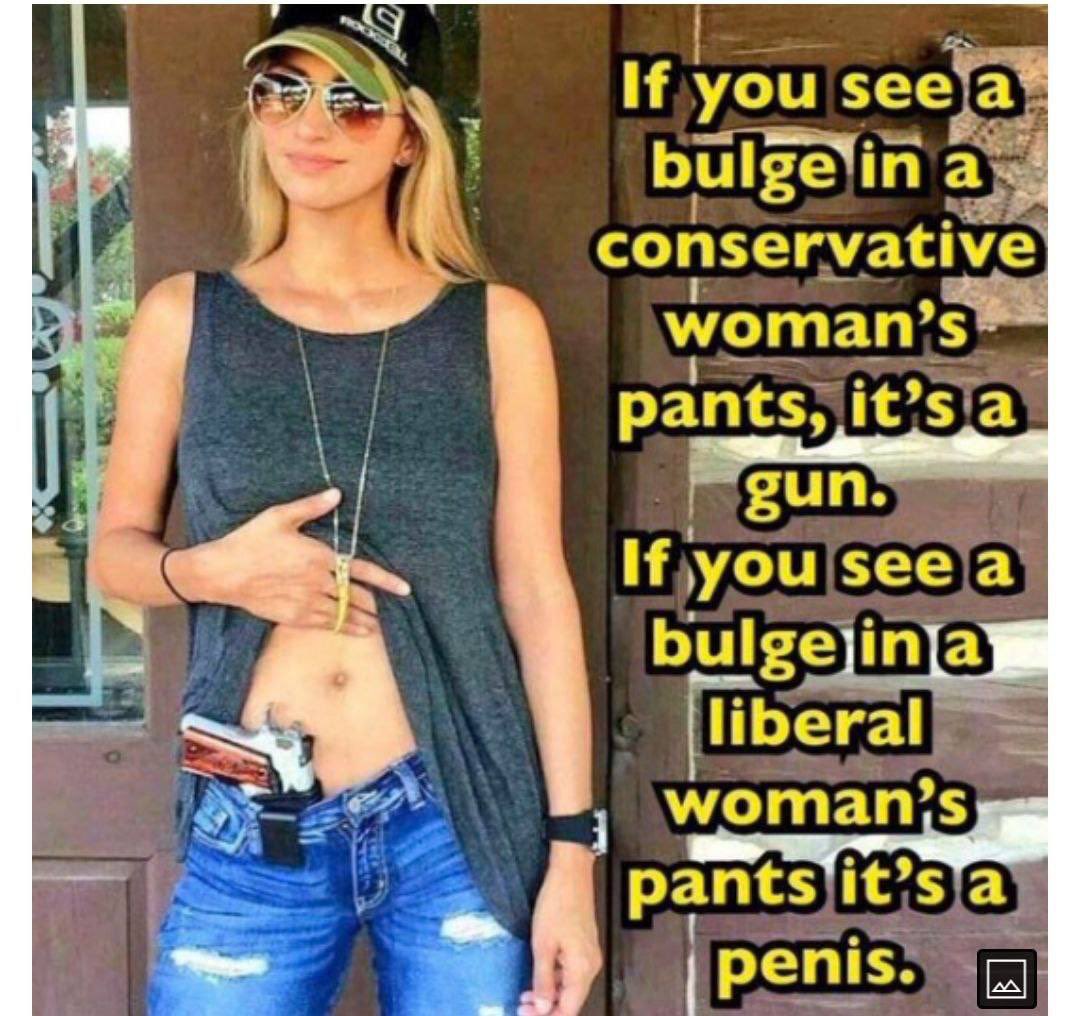 If you see a
bulge in a
conservative
woman's
pants, it's a
gun.
If you see a
bulge in a
liberal
woman's
pants it's a
penis.